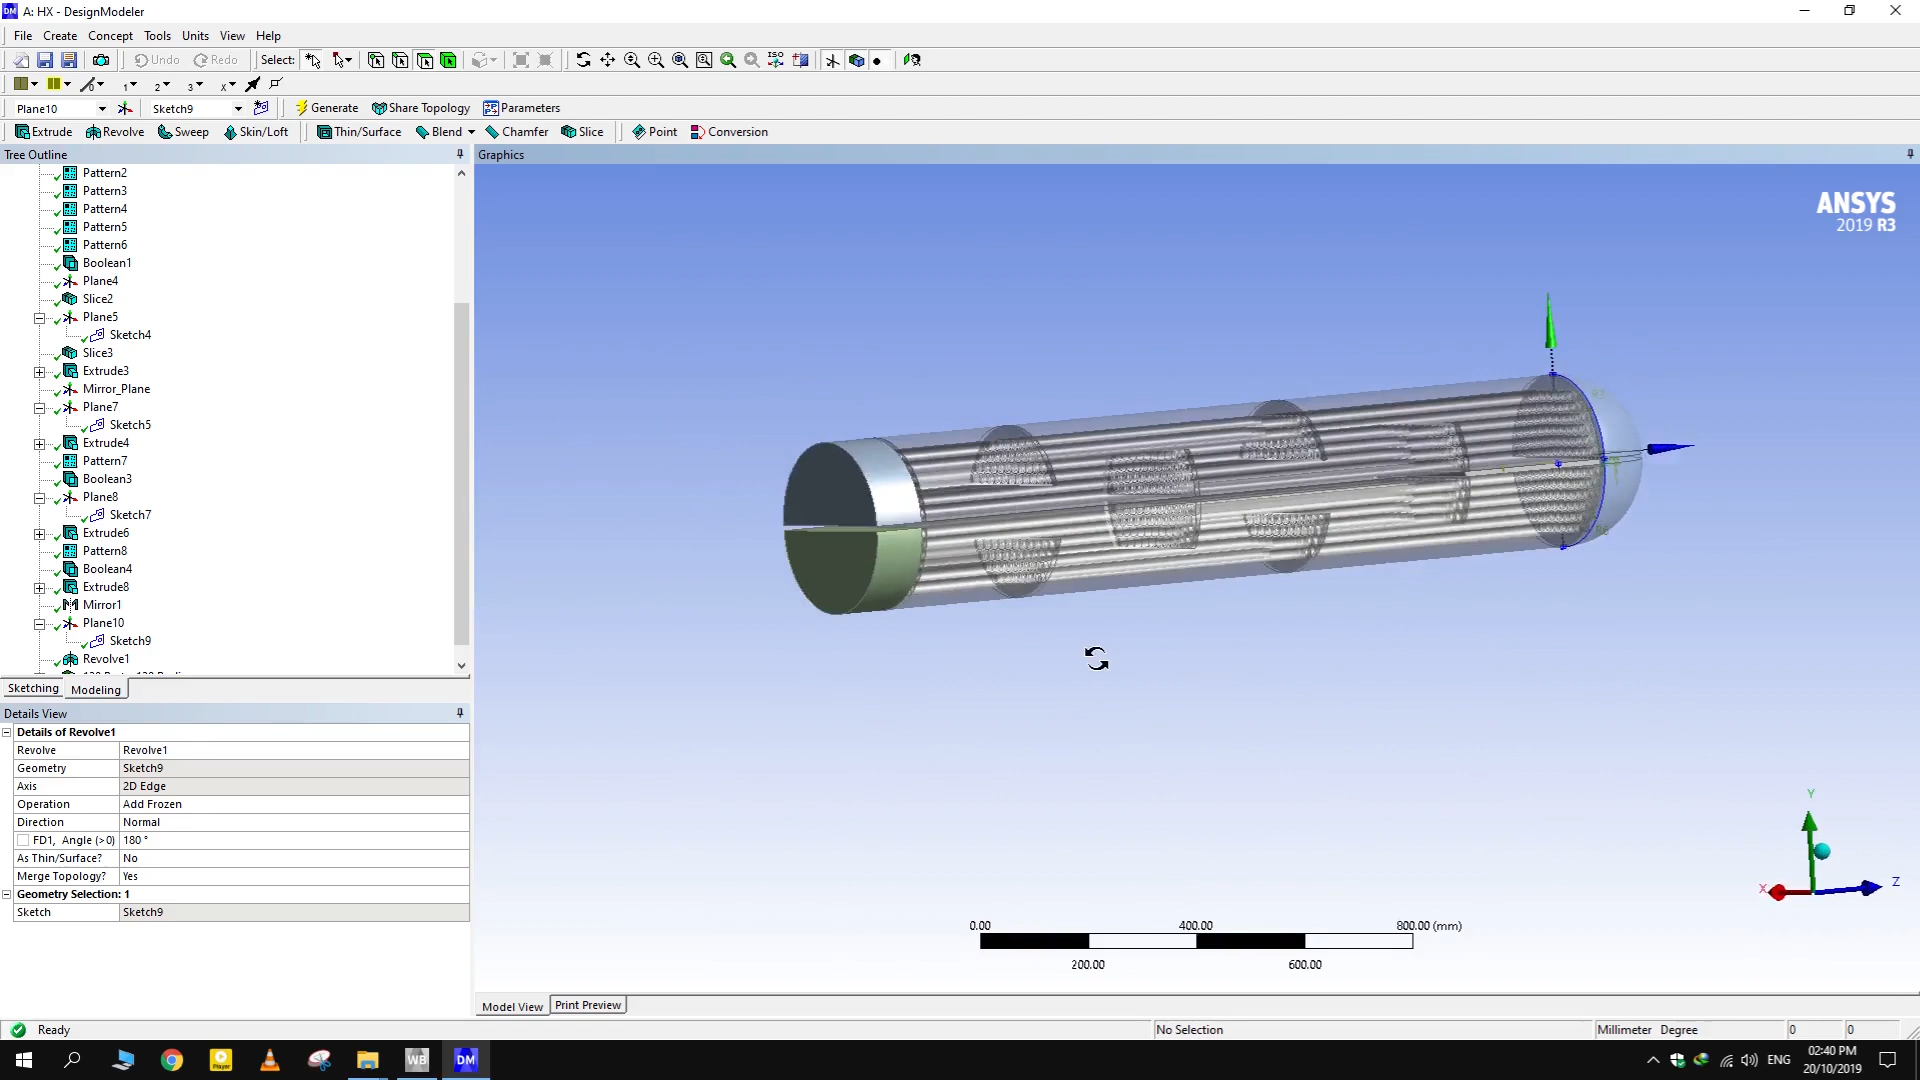 A: HX - DesignModeler
File Create Concept Tools Units View Help
Undo Redo Select:
Plane10 Sketch9 Generate Share Topology Parameters
Extrude Revolve Sweep Skin/Loft Thin/Surface Blend Chamfer Slice Point Conversion
Tree Outline
Graphics
Pattern2
Pattern3
Pattern4
Pattern5
Pattern6
Boolean1
Plane4
Slice2
Plane5
Sketch4
Slice3
Extrude3
Mirror_Plane
Plane7
Sketch5
Extrude4
Pattern7
Boolean3
Plane8
Sketch7
Extrude6
Pattern8
Boolean4
Extrude8
Mirror1
Plane10
Sketch9
Revolve1
Sketching Modeling
Details View
Details of Revolve1
Revolve Revolve1
Geometry Sketch9
Axis 2D Edge
Operation Add Frozen
Direction Normal
FD1, Angle (>0) 180 °
As Thin/Surface? No
Merge Topology? Yes
Geometry Selection: 1
Sketch Sketch9
ANSYS
2019 R3
Y
X
Z
0.00 400.00 800.00 (mm)
200.00 600.00
Model View Print Preview
Ready
No Selection
Millimeter Degree 0 0
WB DM
ENG
02:40 PM
20/10/2019